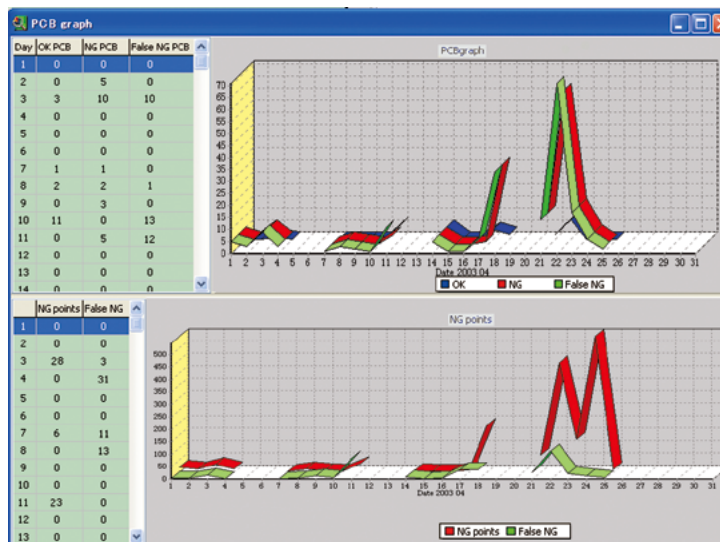 PCB graph
Day OK PCB NG PCB False NG PCB
1 0 0 0
2 0 5 0
3 3 10 10
4 0 0 0
5 0 0 0
6 0 0 0
7 1 1 0
8 2 2 1
9 0 3 0
10 11 0 13
11 0 5 12
12 0 0 0
13 0 0 0
14 0 0 0
PCBgraph
70
65
60
55
50
45
40
35
30
25
20
15
10
5
0
1 2 3 4 5 6 7 8 9 10 11 12 13 14 15 16 17 18 19 20 21 22 23 24 25 26 27 28 29 30 31
Date 2003 04
OK NG False NG
NG points False NG
1 0 0
2 0 0
3 28 3
4 0 31
5 0 0
6 0 0
7 6 11
8 0 13
9 0 0
10 0 0
11 23 0
12 0 0
13 0 0
NG points
500
450
400
350
300
250
200
150
100
50
0
1 2 3 4 5 6 7 8 9 10 11 12 13 14 15 16 17 18 19 20 21 22 23 24 25 26 27 28 29 30 31
Date 2003 04
NG points False NG